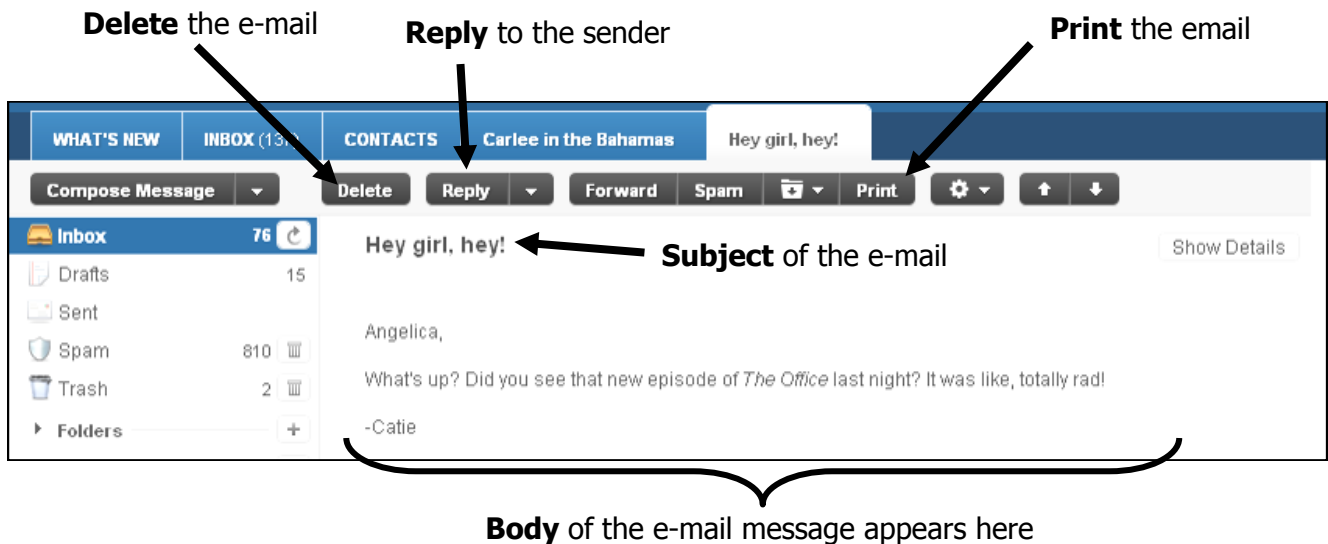 Delete the e-mail
Reply to the sender
Print the email
WHAT'S NEW
INBOX
CONTACTS
Carlee in the Bahamas
Hey girl, hey!
Compose Message
Delete
Reply
Forward
Spam
Print
Inbox 76
Drafts 15
Sent
Spam 810
Trash 2
Folders
Hey girl, hey!
Subject of the e-mail
Show Details
Angelica,
What's up? Did you see that new episode of The Office last night? It was like, totally rad!
-Catie
Body of the e-mail message appears here